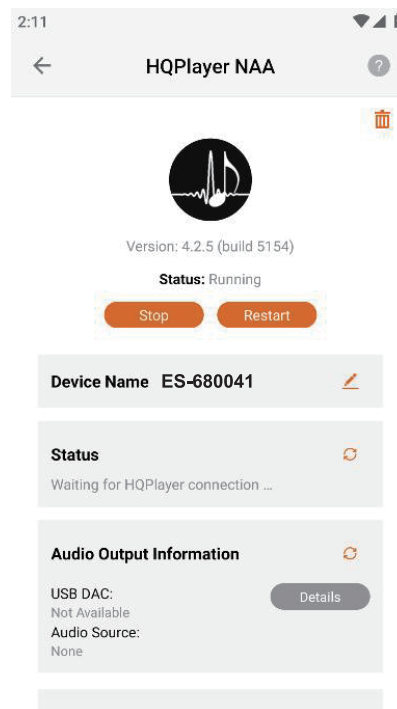 2:11
HQPlayer NAA
?
Version: 4.2.5 (build 5154)
Status: Running
Stop Restart
Device Name ES-680041
Status
Waiting for HQPlayer connection ...
Audio Output Information
USB DAC:
Details
Not Available
Audio Source:
None